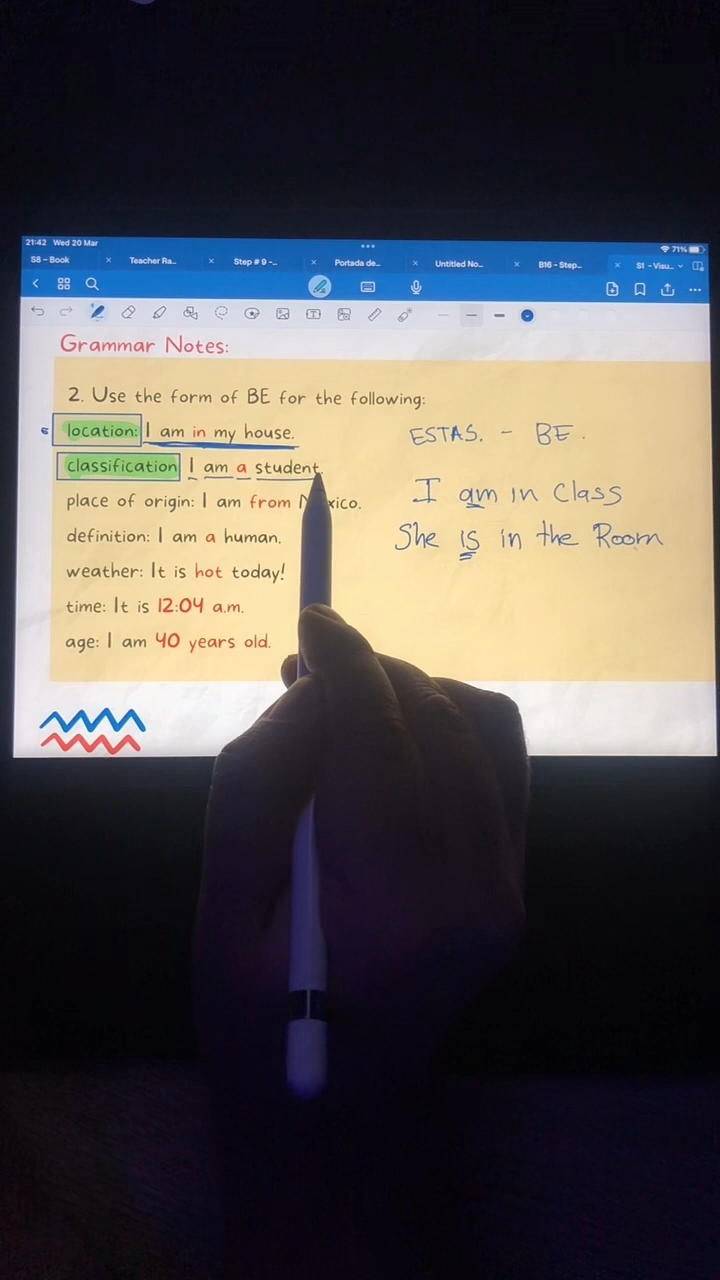 21:42 Wed 20 Mar
71%
S8 – Book
Teacher Ra...
Step # 9 -...
Portada de...
Untitled No...
B16 – Step...
S1 - Visu...
Grammar Notes:
2. Use the form of BE for the following:
location: I am in my house.
classification I am a student.
place of origin: I am from M xico.
definition: I am a human.
weather: It is hot today!
time: It is 12:04 a.m.
age: I am 40 years old.
ESTAS. - BE.
I am in Class
She is in the Room